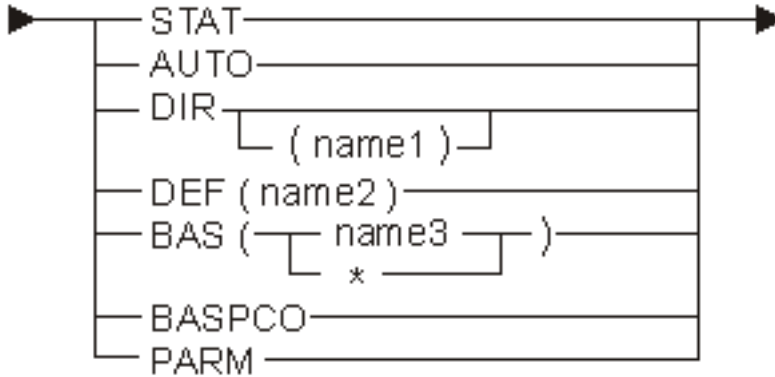 STAT
AUTO
DIR
( name1 )
DEF ( name2 )
BAS ( name3 )
*
BASPCO
PARM